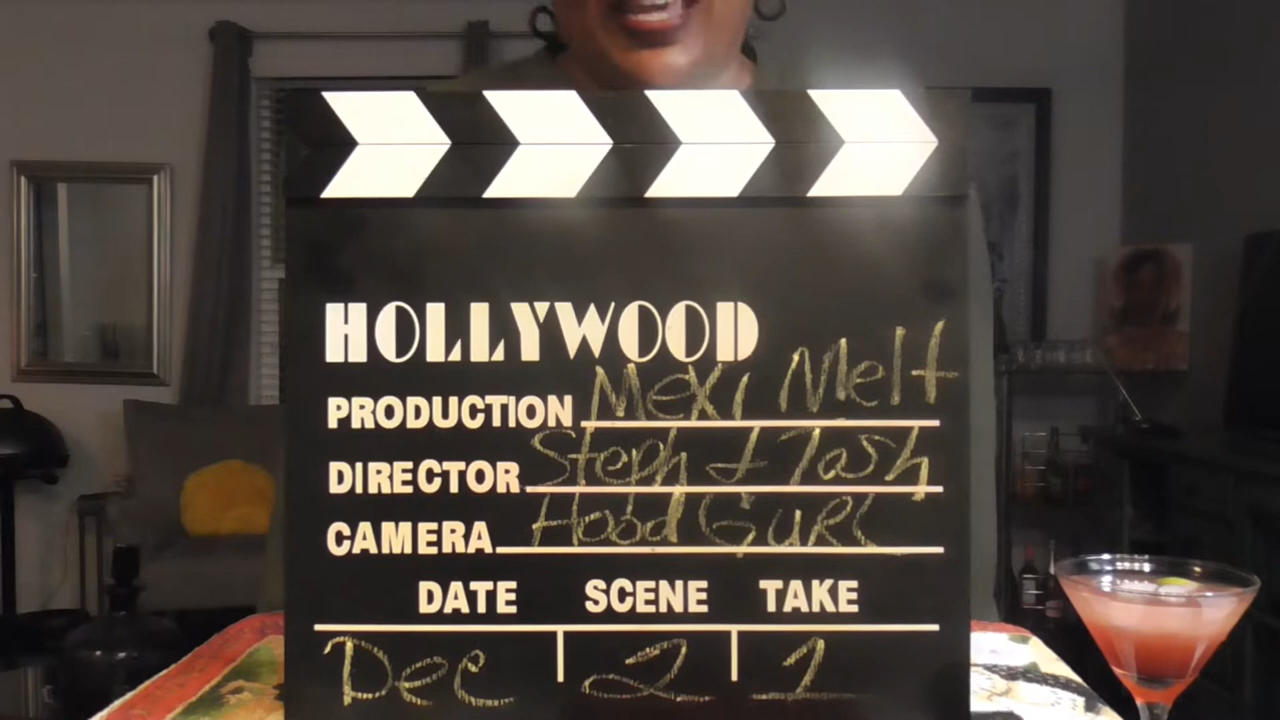 HOLLYWOOD
PRODUCTION Mexi Melt
DIRECTOR Steph & Tash
CAMERA Hood GURL
DATE SCENE TAKE
Dec 2 1